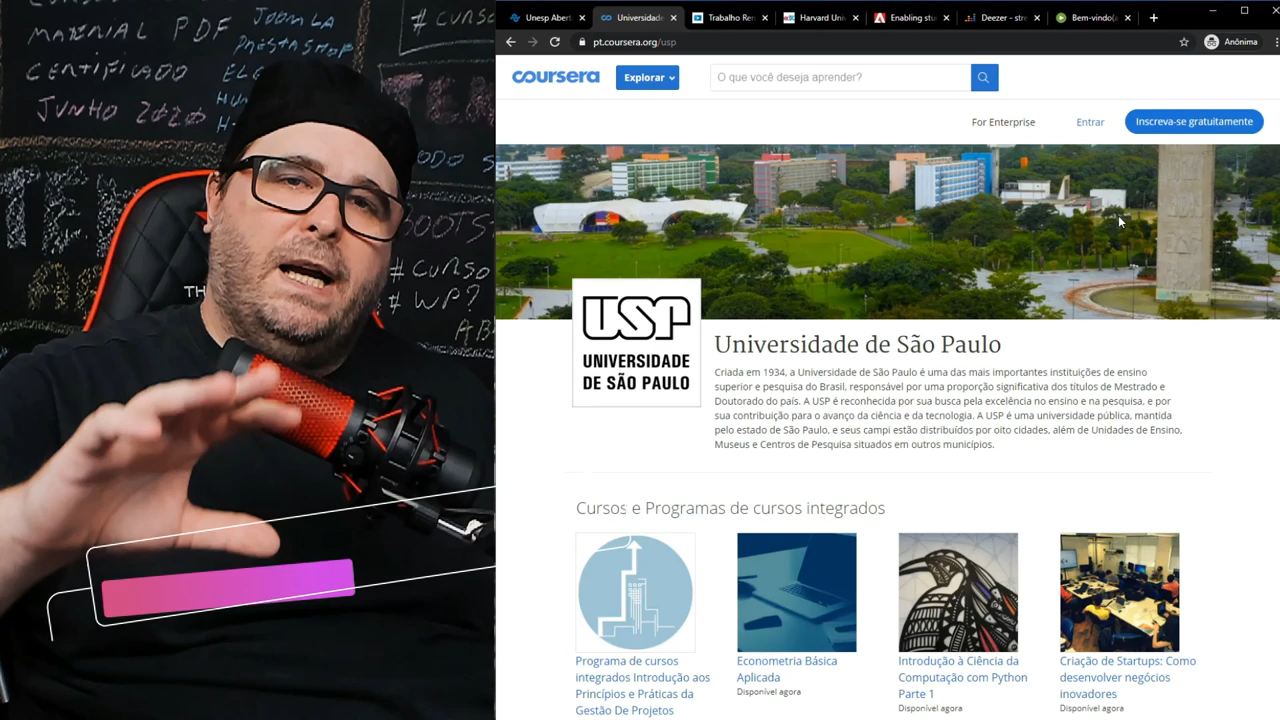 MATERIAL PDF
CERTIFICADO
JUNHO 2020
JOOMLA
PRESTASHOP
# CURSO
TH
# CURSO
# WP
Unesp Abert
Universidade
Trabalho Rem
Harvard Uni
Enabling stu
Deezer - stre
Bem-vindo(
pt.coursera.org/usp
Anônima
coursera
Explorar
O que você deseja aprender?
For Enterprise
Entrar
Inscreva-se gratuitamente
USP
UNIVERSIDADE
DE SÃO PAULO
Universidade de São Paulo
Criada em 1934, a Universidade de São Paulo é uma das mais importantes instituições de ensino
superior e pesquisa do Brasil, responsável por uma proporção significativa dos títulos de Mestrado e
Doutorado do país. A USP é reconhecida por sua busca pela excelência no ensino e na pesquisa, e por
sua contribuição para o avanço da ciência e da tecnologia. A USP é uma universidade pública, mantida
pelo estado de São Paulo, e seus campi estão distribuídos por oito cidades, além de Unidades de Ensino,
Museus e Centros de Pesquisa situados em outros municípios.
Cursos e Programas de cursos integrados
Programa de cursos
integrados Introdução aos
Princípios e Práticas da
Gestão De Projetos
Econometria Básica
Aplicada
Disponível agora
Introdução à Ciência da
Computação com Python
Parte 1
Disponível agora
Criação de Startups: Como
desenvolver negócios
inovadores
Disponível agora